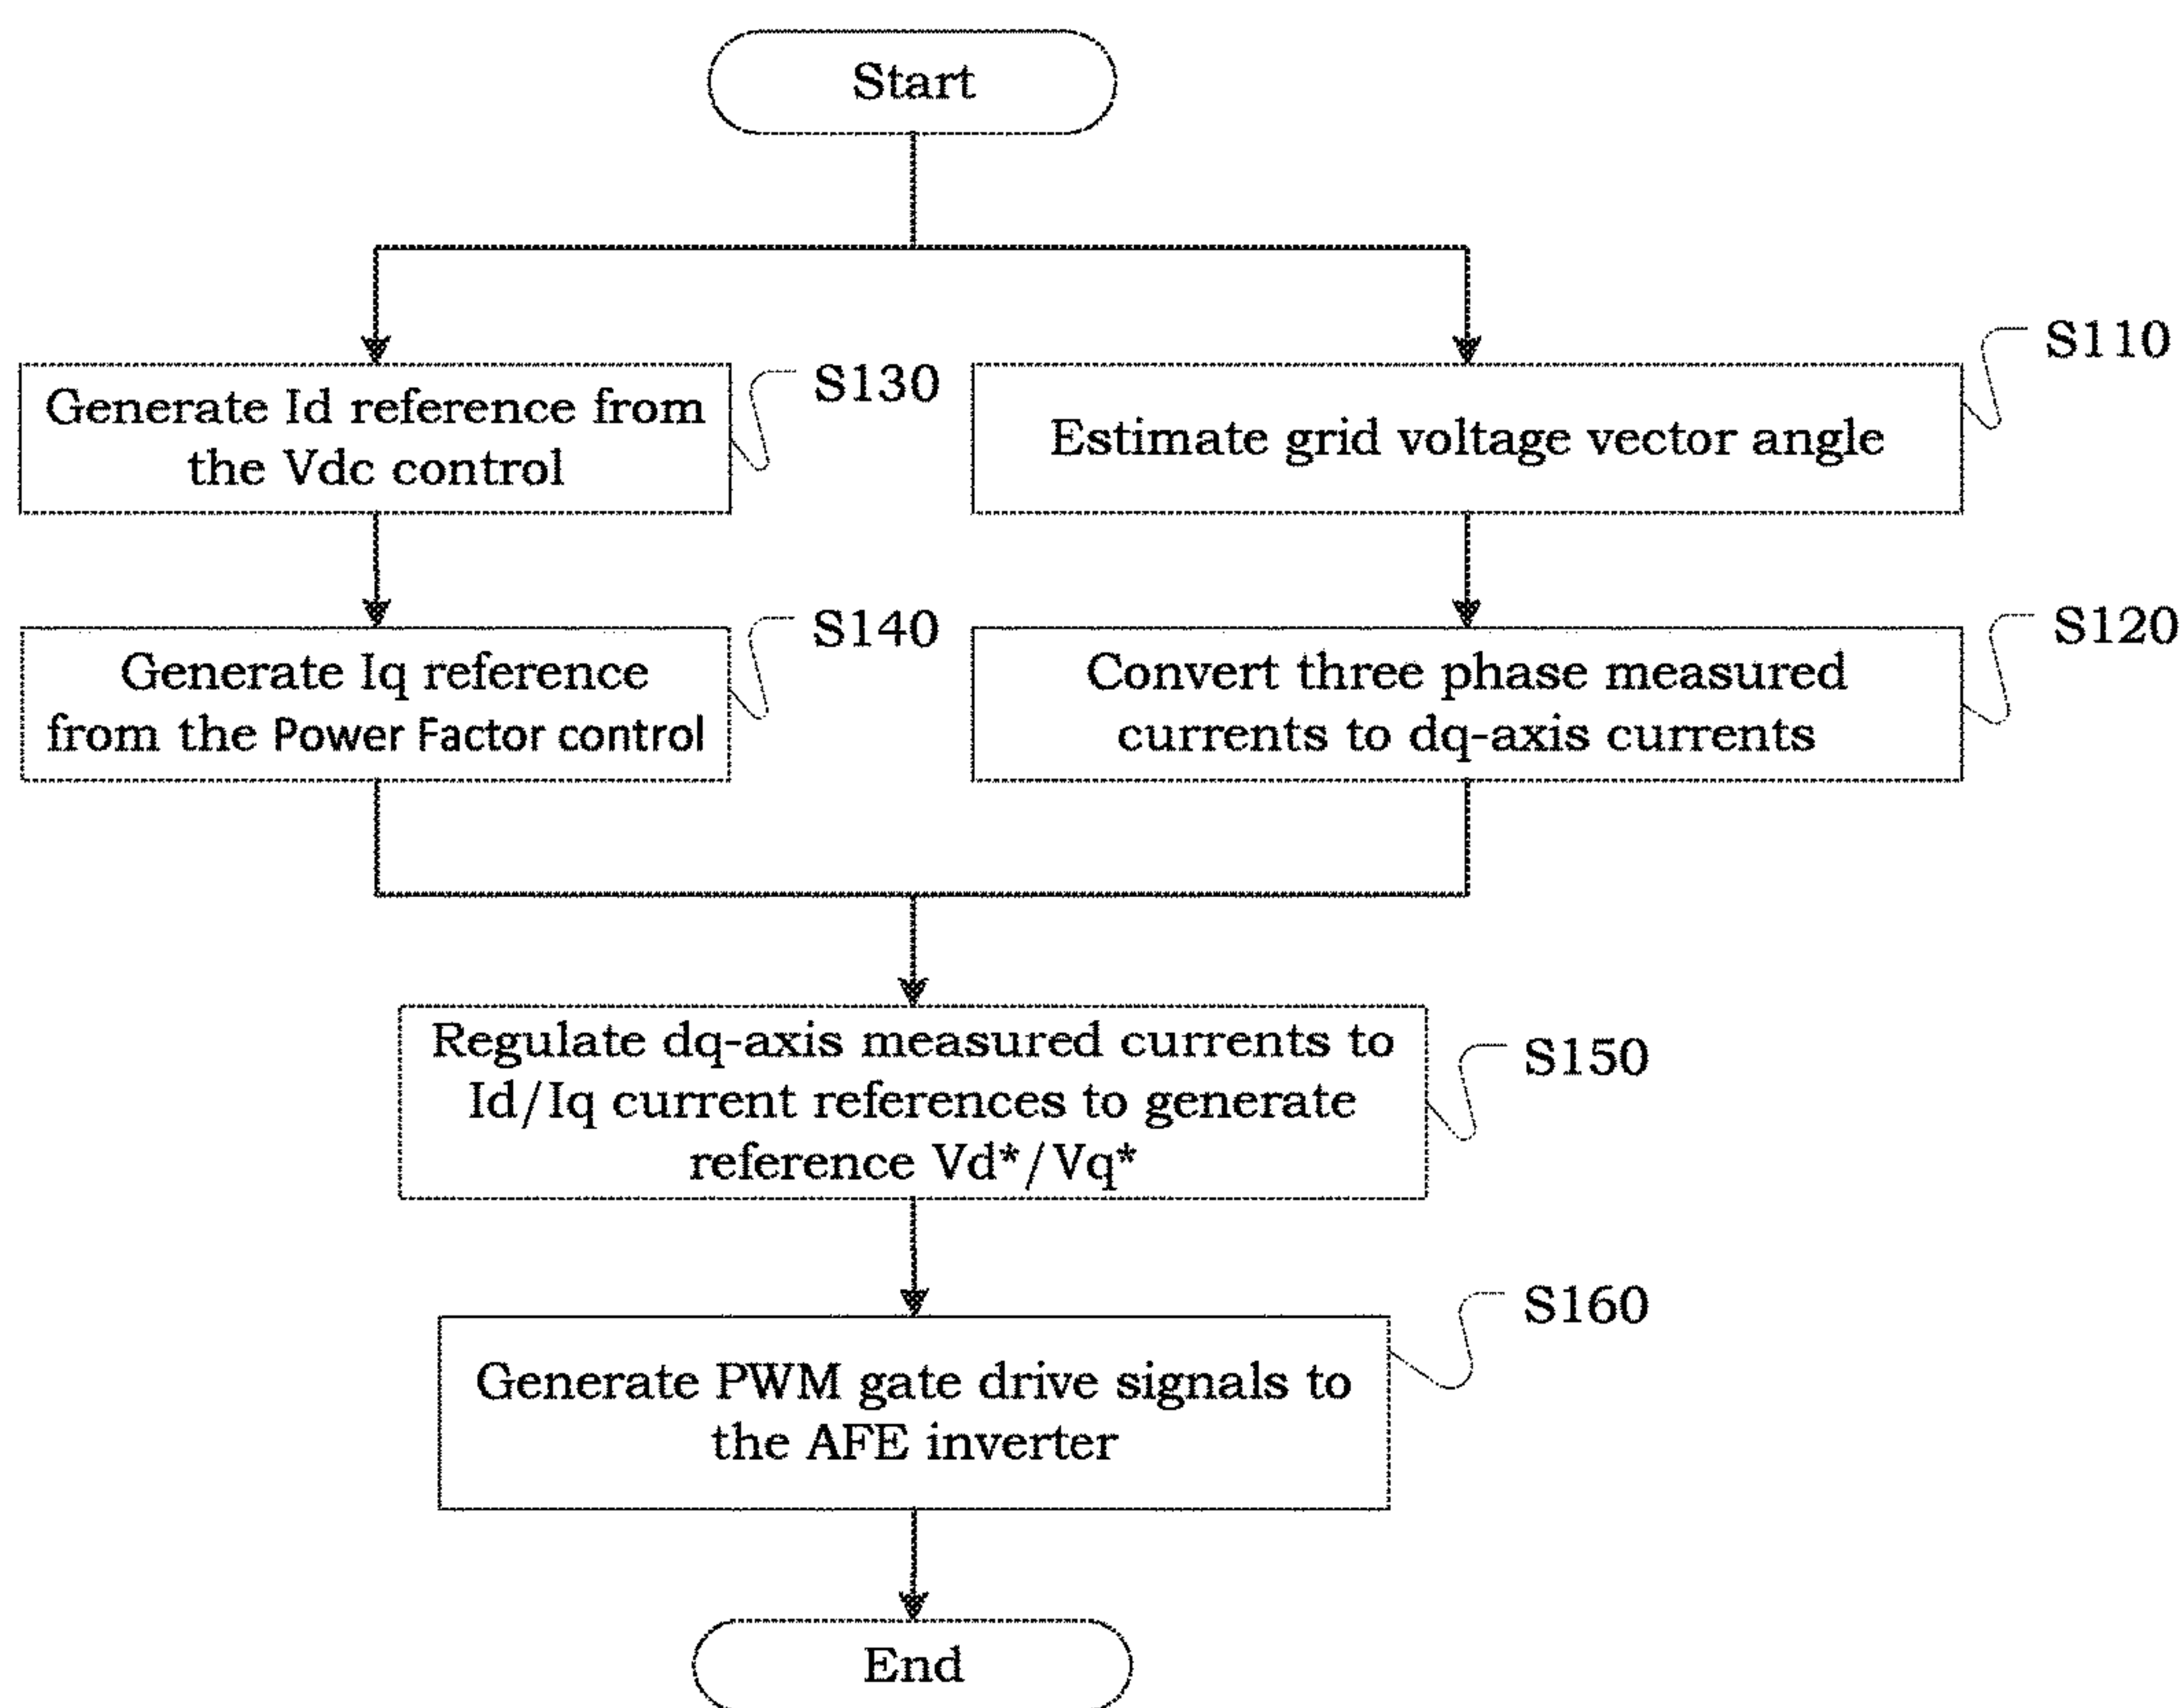 Start
S110
S130
Generate Id reference from
the Vdc control
Estimate grid voltage vector angle
S140
S120
Generate Iq reference
from the Power Factor control
Convert three phase measured
currents to dq-axis currents
Regulate dq-axis measured currents to
Id/Iq current references to generate
reference Vd*/Vq*
S150
S160
Generate PWM gate drive signals to
the AFE inverter
End